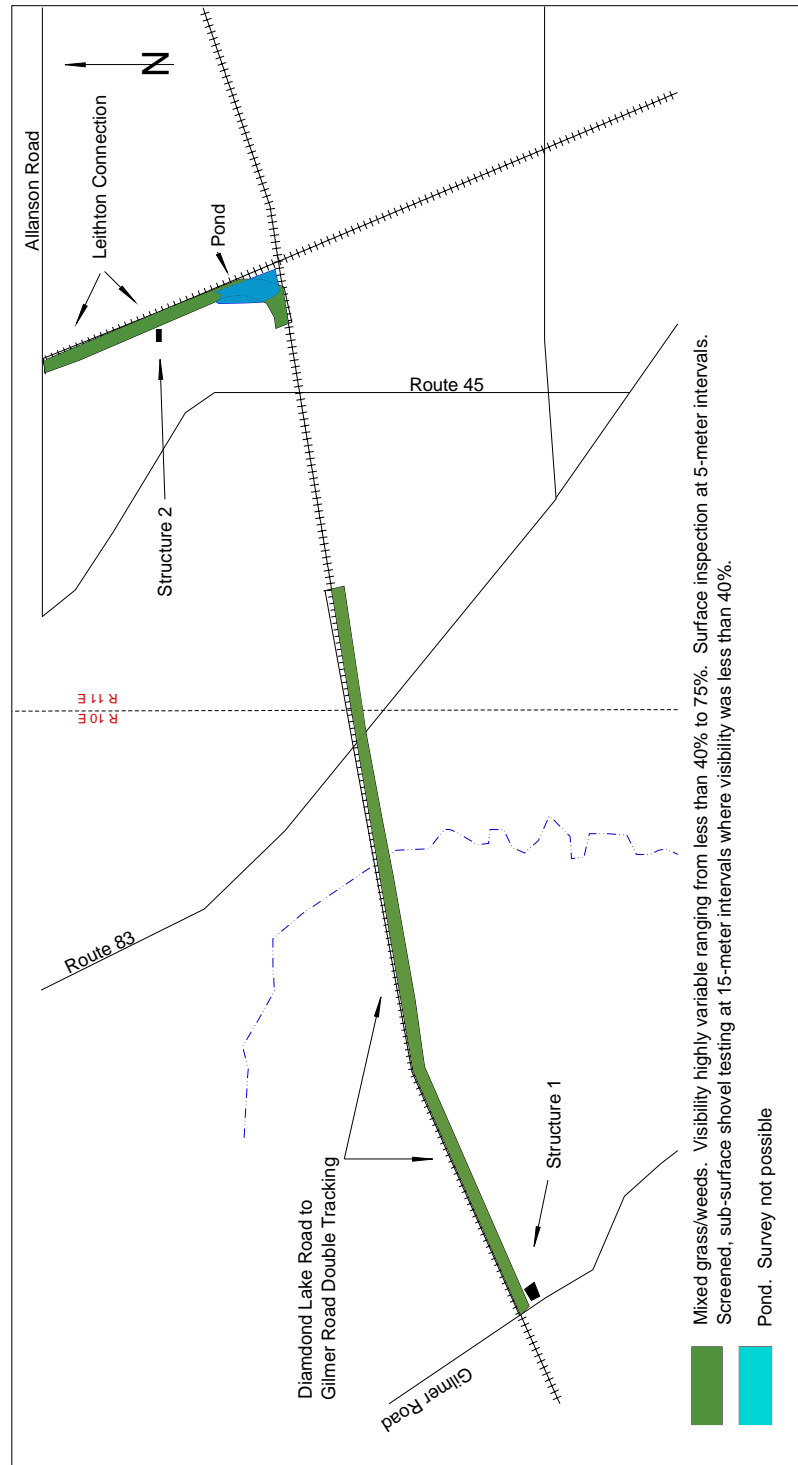 Allanson Road
N
Leithton Connection
Pond
Route 45
Structure 2
R 11 E
R 10 E
Route 83
Diamdond Lake Road to
Gilmer Road Double Tracking
Structure 1
Gilmer Road
Mixed grass/weeds. Visibility highly variable ranging from less than 40% to 75%. Surface inspection at 5-meter intervals.
Screened, sub-surface shovel testing at 15-meter intervals where visibility was less than 40%.
Pond. Survey not possible